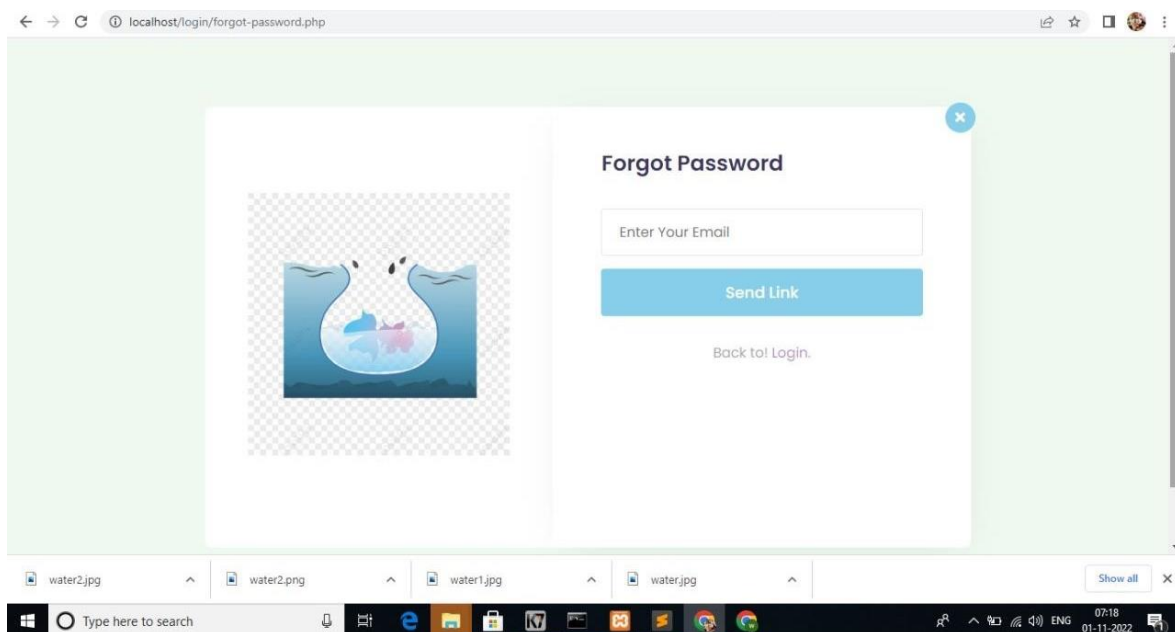 localhost/login/forgot-password.php
Forgot Password
Enter Your Email
Send Link
Back to! Login.
water2.jpg
water2.png
water1.jpg
water.jpg
Show all
Type here to search
ENG
07:18
01-11-2022